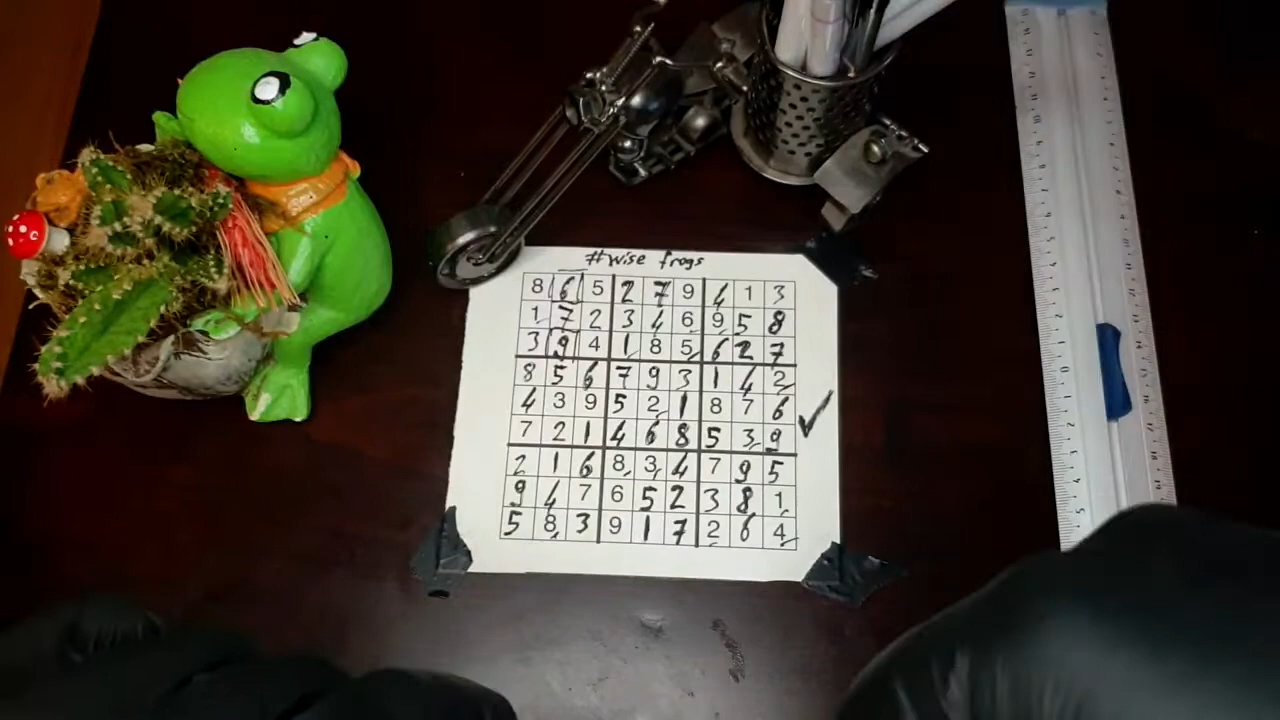 #wise frogs
8 6 5 2 7 9 4 1 3
1 7 2 3 4 6 9 5 8
3 9 4 1 8 5 6 2 7
8 5 6 7 9 3 1 4 2
4 3 9 5 2 1 8 7 6
7 2 1 4 6 8 5 3 9
2 1 6 8 3 4 7 9 5
9 4 7 6 5 2 3 8 1
5 8 3 9 1 7 2 6 4